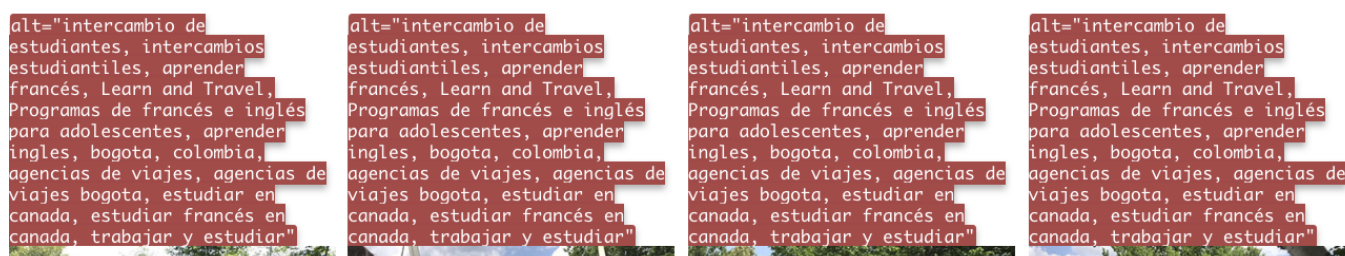 alt="intercambio de
estudiantes, intercambios
estudiantiles, aprender
francés, Learn and Travel,
Programas de francés e inglés
para adolescentes, aprender
ingles, bogota, colombia,
agencias de viajes, agencias de
viajes bogota, estudiar en
canada, estudiar francés en
canada, trabajar y estudiar"
alt="intercambio de
estudiantes, intercambios
estudiantiles, aprender
francés, Learn and Travel,
Programas de francés e inglés
para adolescentes, aprender
ingles, bogota, colombia,
agencias de viajes, agencias de
viajes bogota, estudiar en
canada, estudiar francés en
canada, trabajar y estudiar"
alt="intercambio de
estudiantes, intercambios
estudiantiles, aprender
francés, Learn and Travel,
Programas de francés e inglés
para adolescentes, aprender
ingles, bogota, colombia,
agencias de viajes, agencias de
viajes bogota, estudiar en
canada, estudiar francés en
canada, trabajar y estudiar"
alt="intercambio de
estudiantes, intercambios
estudiantiles, aprender
francés, Learn and Travel,
Programas de francés e inglés
para adolescentes, aprender
ingles, bogota, colombia,
agencias de viajes, agencias de
viajes bogota, estudiar en
canada, estudiar francés en
canada, trabajar y estudiar"